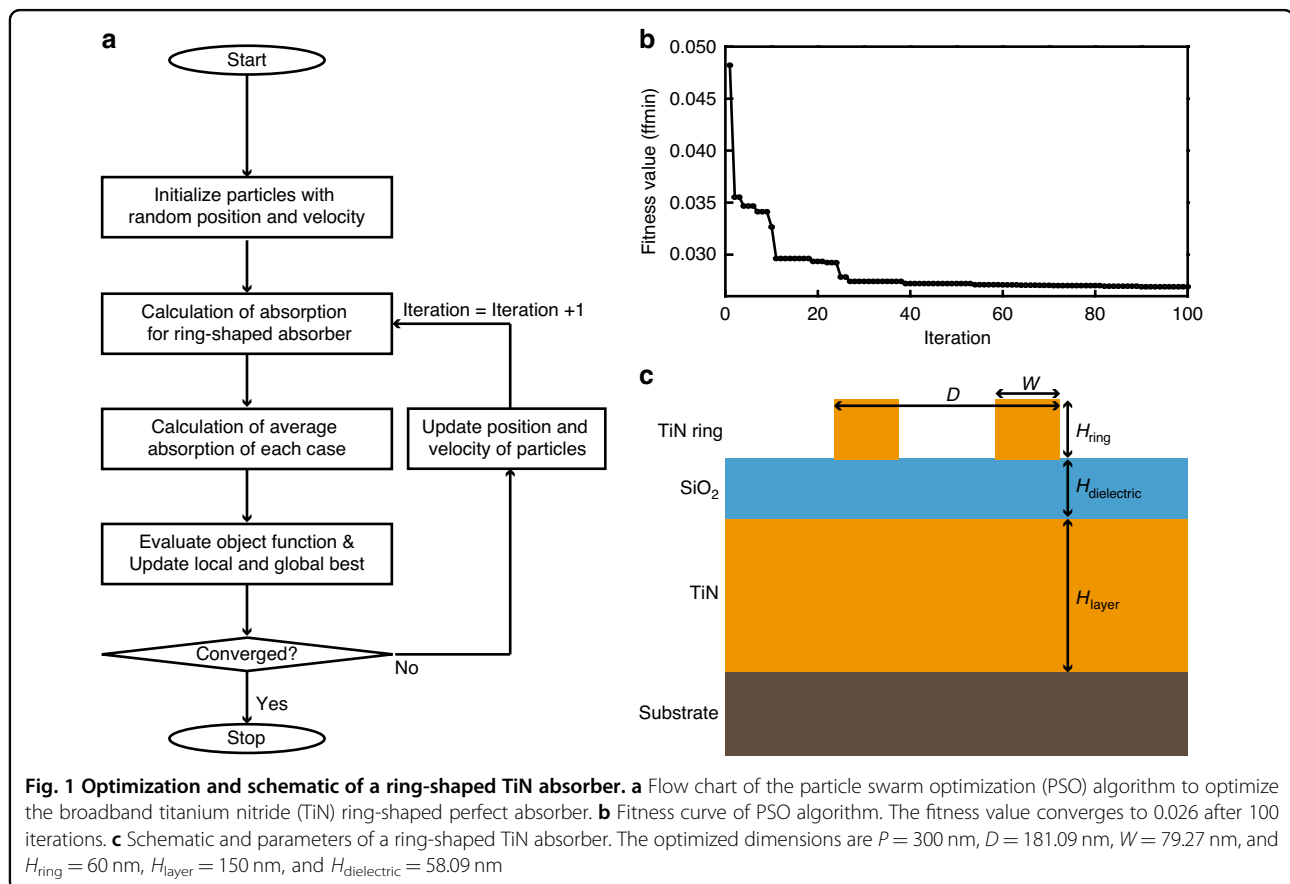 a
Start
Initialize particles with
random position and velocity
Calculation of absorption
for ring-shaped absorber
Iteration = Iteration +1
Calculation of average
absorption of each case
Update position and
velocity of particles
Evaluate object function &
Update local and global best
Converged?
No
Yes
Stop
b
Fitness value (ffmin)
0.050
0.045
0.040
0.035
0.030
0
20
40
60
80
100
Iteration
c
D
W
TiN ring
H_ring
SiO₂
H_dielectric
TiN
H_layer
Substrate
Fig. 1 Optimization and schematic of a ring-shaped TiN absorber. a Flow chart of the particle swarm optimization (PSO) algorithm to optimize
the broadband titanium nitride (TiN) ring-shaped perfect absorber. b Fitness curve of PSO algorithm. The fitness value converges to 0.026 after 100
iterations. c Schematic and parameters of a ring-shaped TiN absorber. The optimized dimensions are P = 300 nm, D = 181.09 nm, W = 79.27 nm, and
H_ring = 60 nm, H_layer = 150 nm, and H_dielectric = 58.09 nm